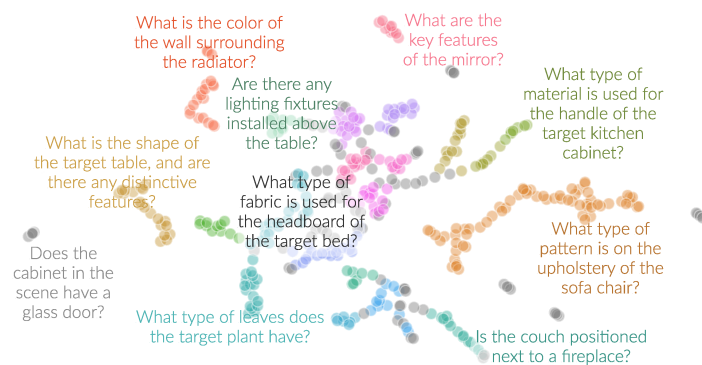 What is the color of
the wall surrounding
the radiator?
What are the
key features
of the mirror?
Are there any
lighting fixtures
installed above
the table?
What type of
material is used for
the handle of the
target kitchen
cabinet?
What is the shape of
the target table, and are
there any distinctive
features?
What type of
fabric is used for
the headboard of
the target bed?
What type of
pattern is on the
upholstery of the
sofa chair?
Does the
cabinet in the
scene have a
glass door?
What type of leaves does
the target plant have?
Is the couch positioned
next to a fireplace?